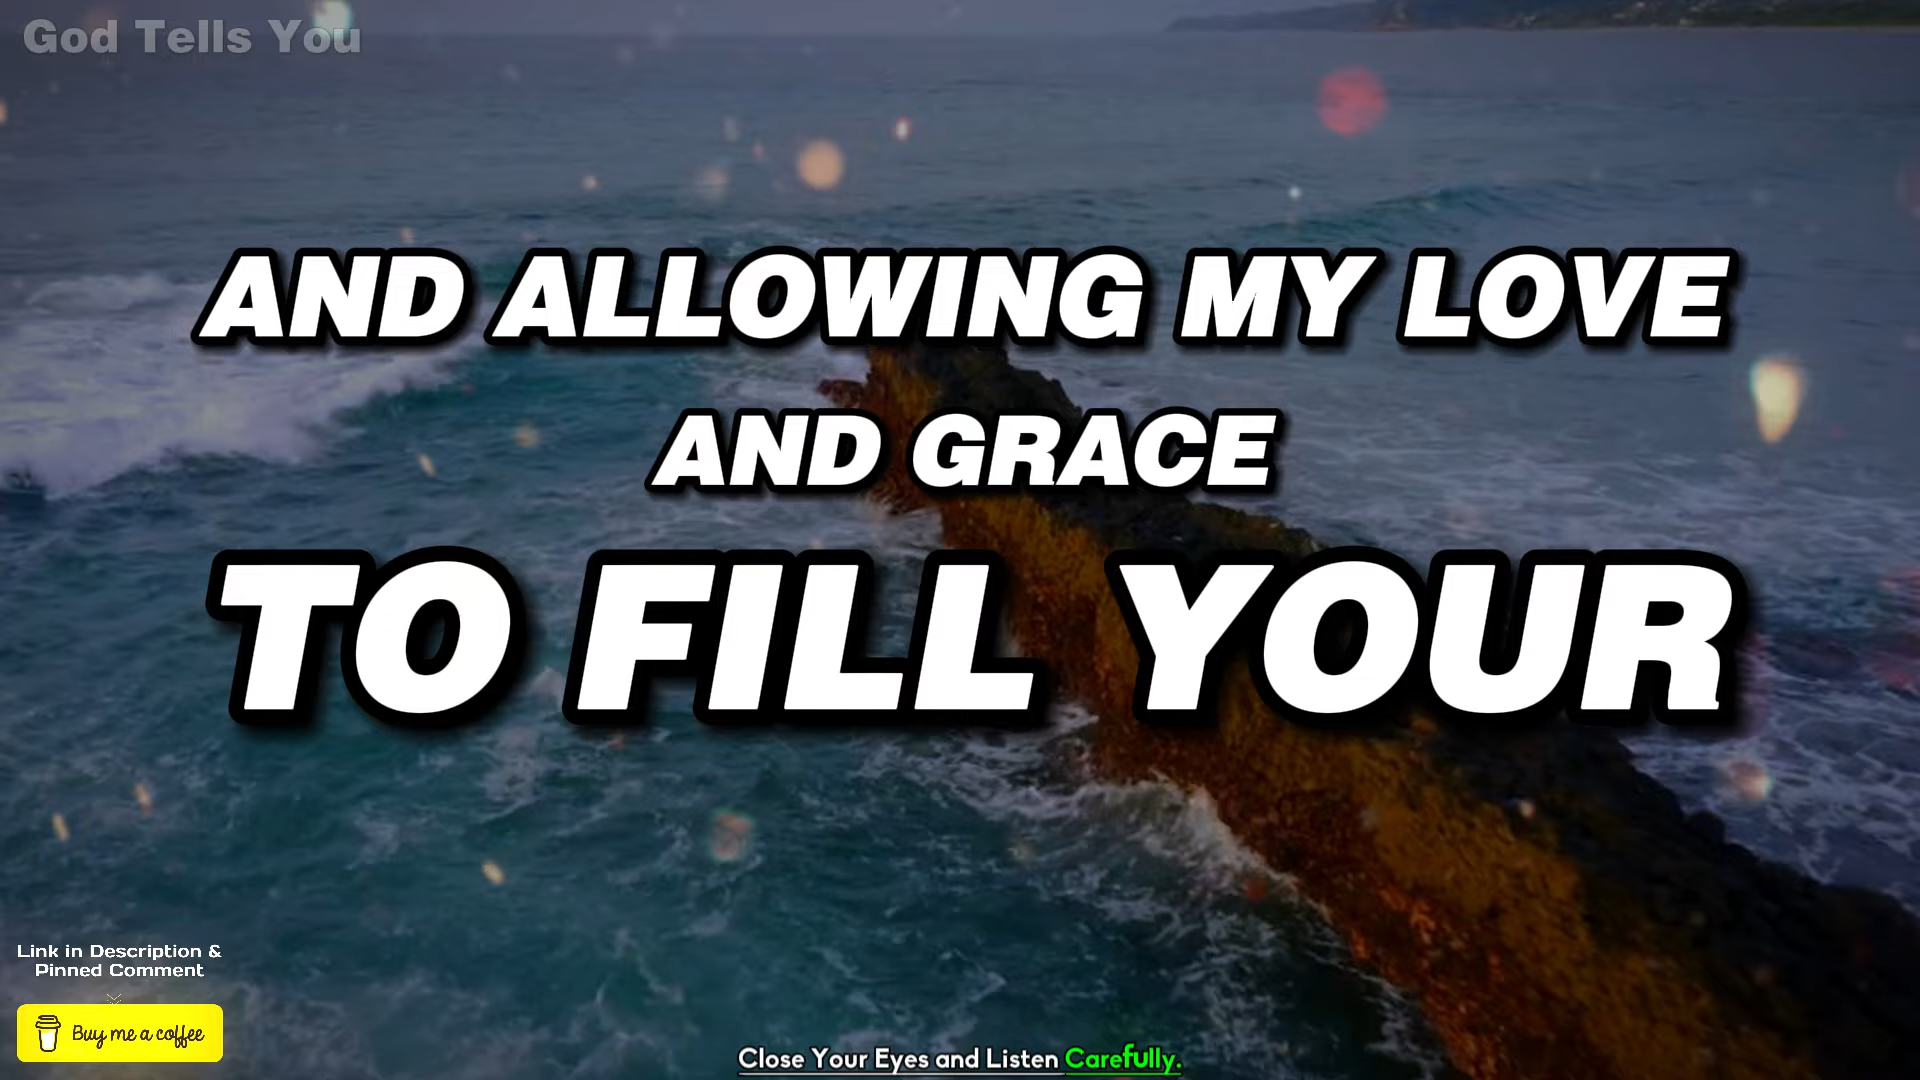 God Tells You
AND ALLOWING MY LOVE
AND GRACE
TO FILL YOUR
Link in Description &
Pinned Comment
Buy me a coffee
Close Your Eyes and Listen Carefully.